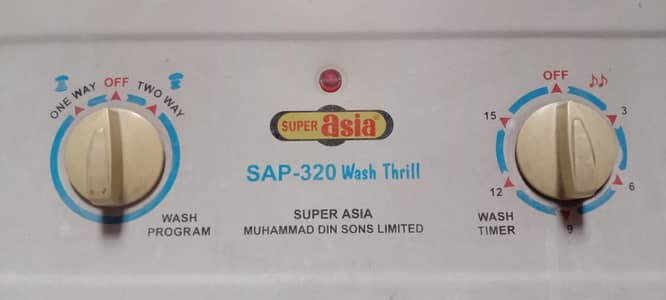 ONE WAY OFF TWO WAY
WASH
PROGRAM
SUPER asia
SAP-320 Wash Thrill
SUPER ASIA
MUHAMMAD DIN SONS LIMITED
OFF
15 3
12 6
9
WASH
TIMER